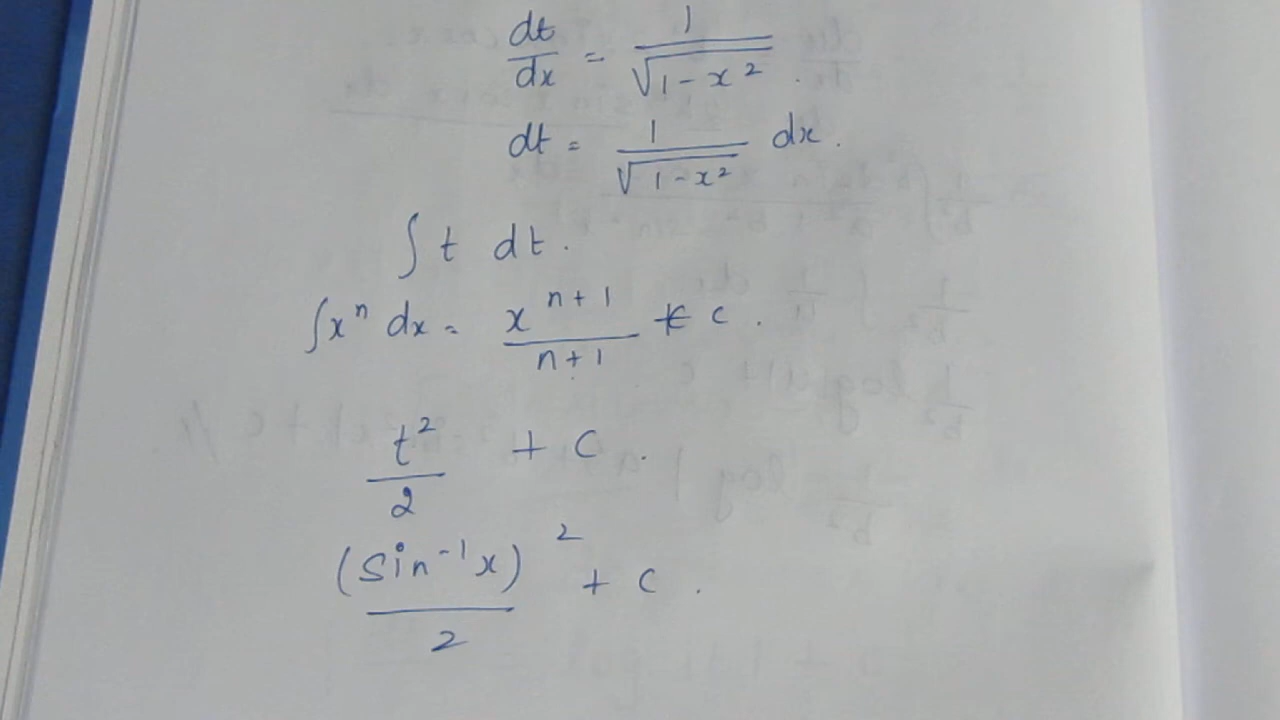 dt/dx = 1/√(1-x²).
dt = 1/√(1-x²) dx.
∫ t dt.
∫xⁿ dx = xⁿ⁺¹/(n+1) + c.
t²/2 + C.
(Sin⁻¹x)²/2 + C.